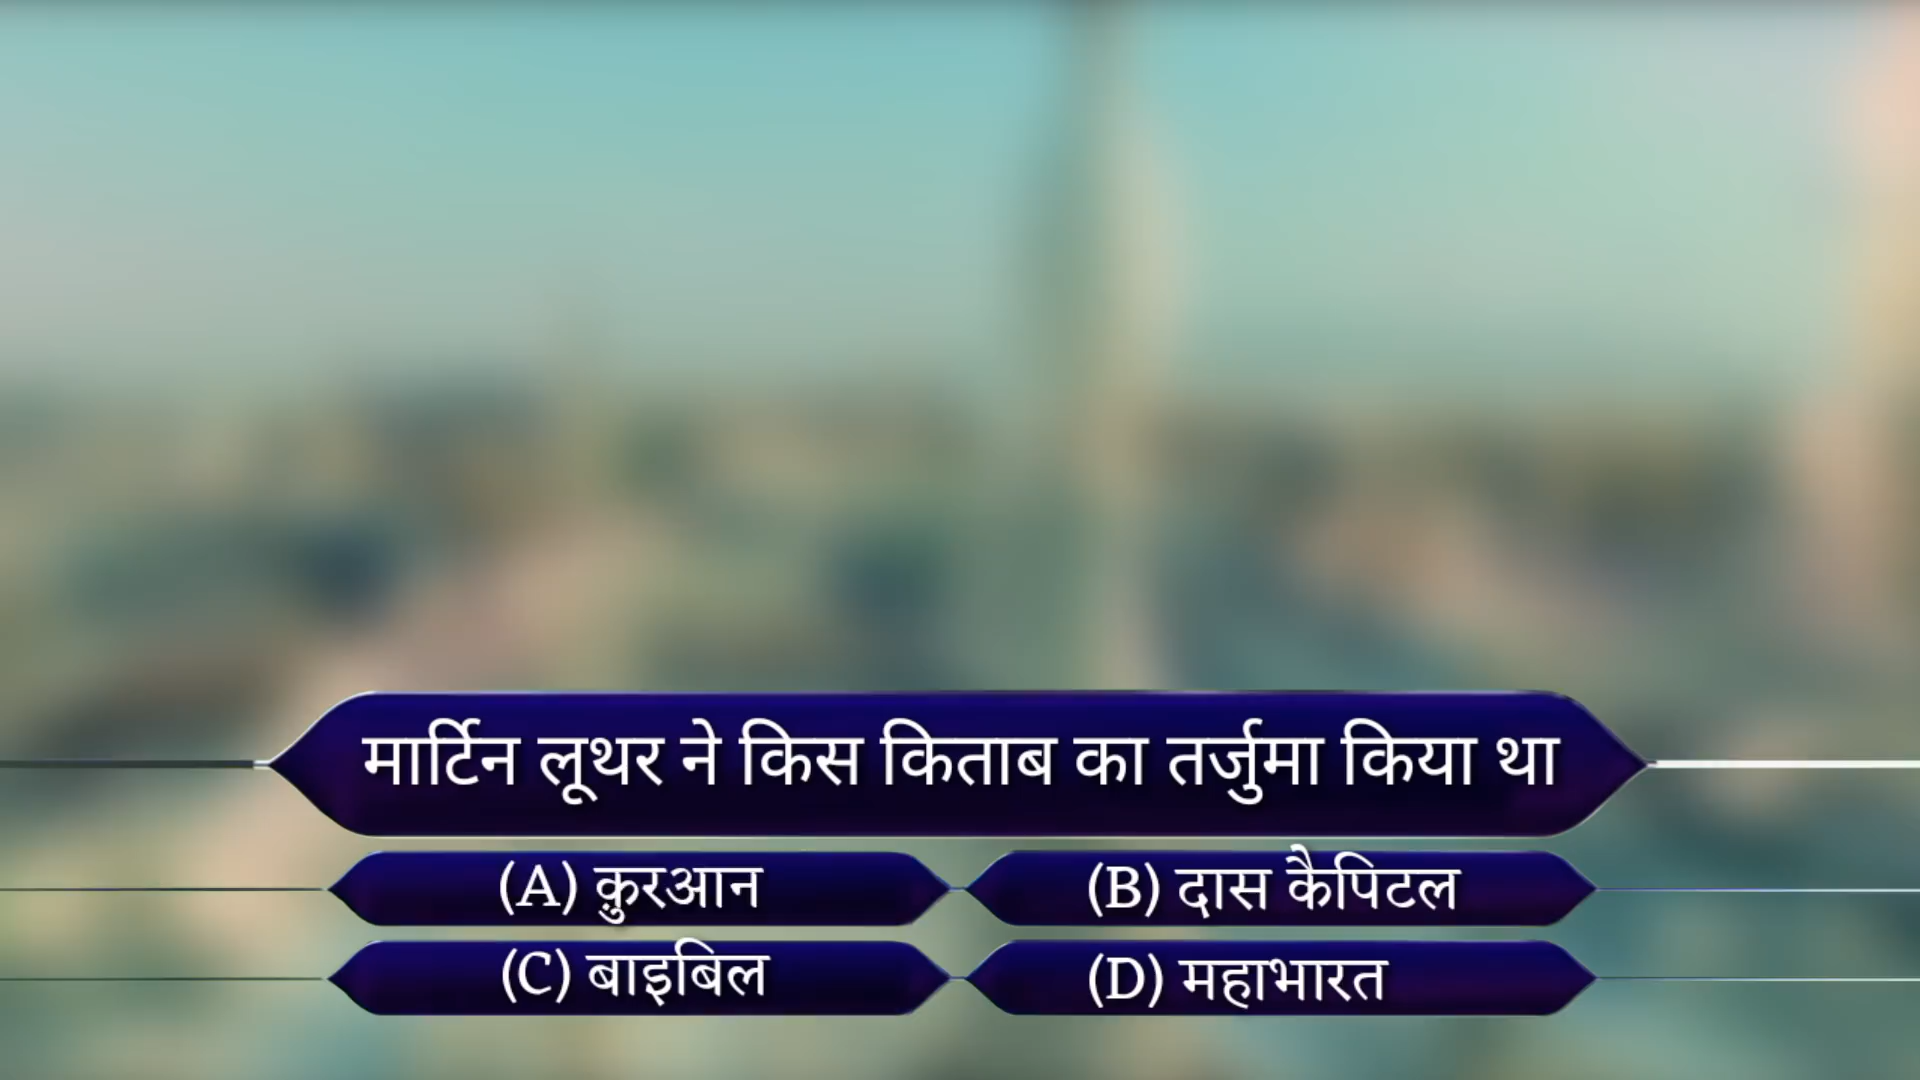 मार्टिन लूथर ने किस किताब का तर्जुमा किया था
(A) क़ुरआन
(B) दास कैपिटल
(C) बाइबिल
(D) महाभारत